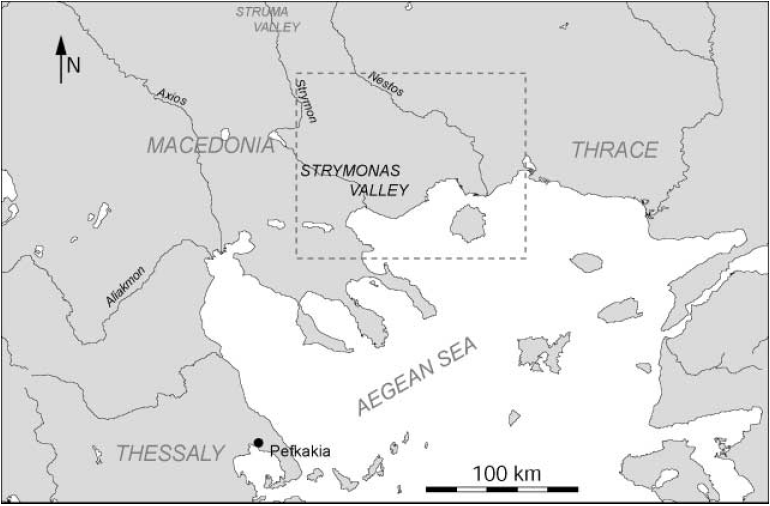 STRUMA
VALLEY
N
Axios
Strymon
Nestos
MACEDONIA
THRACE
STRYMONAS
VALLEY
Aliakmon
AEGEAN SEA
THESSALY
Pefkakia
100 km